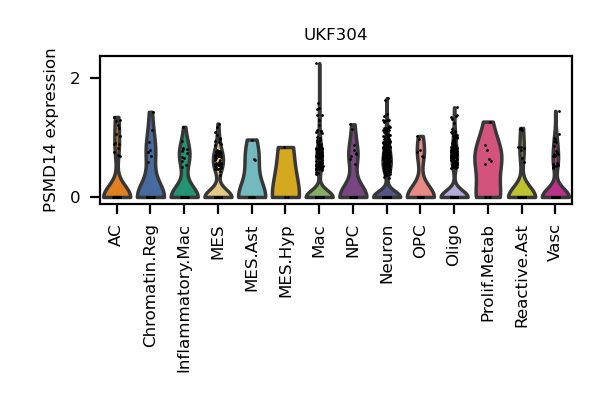 UKF304
PSMD14 expression
2
0
AC
Chromatin.Reg
Inflammatory.Mac
MES
MES.Ast
MES.Hyp
Mac
NPC
Neuron
OPC
Oligo
Prolif.Metab
Reactive.Ast
Vasc